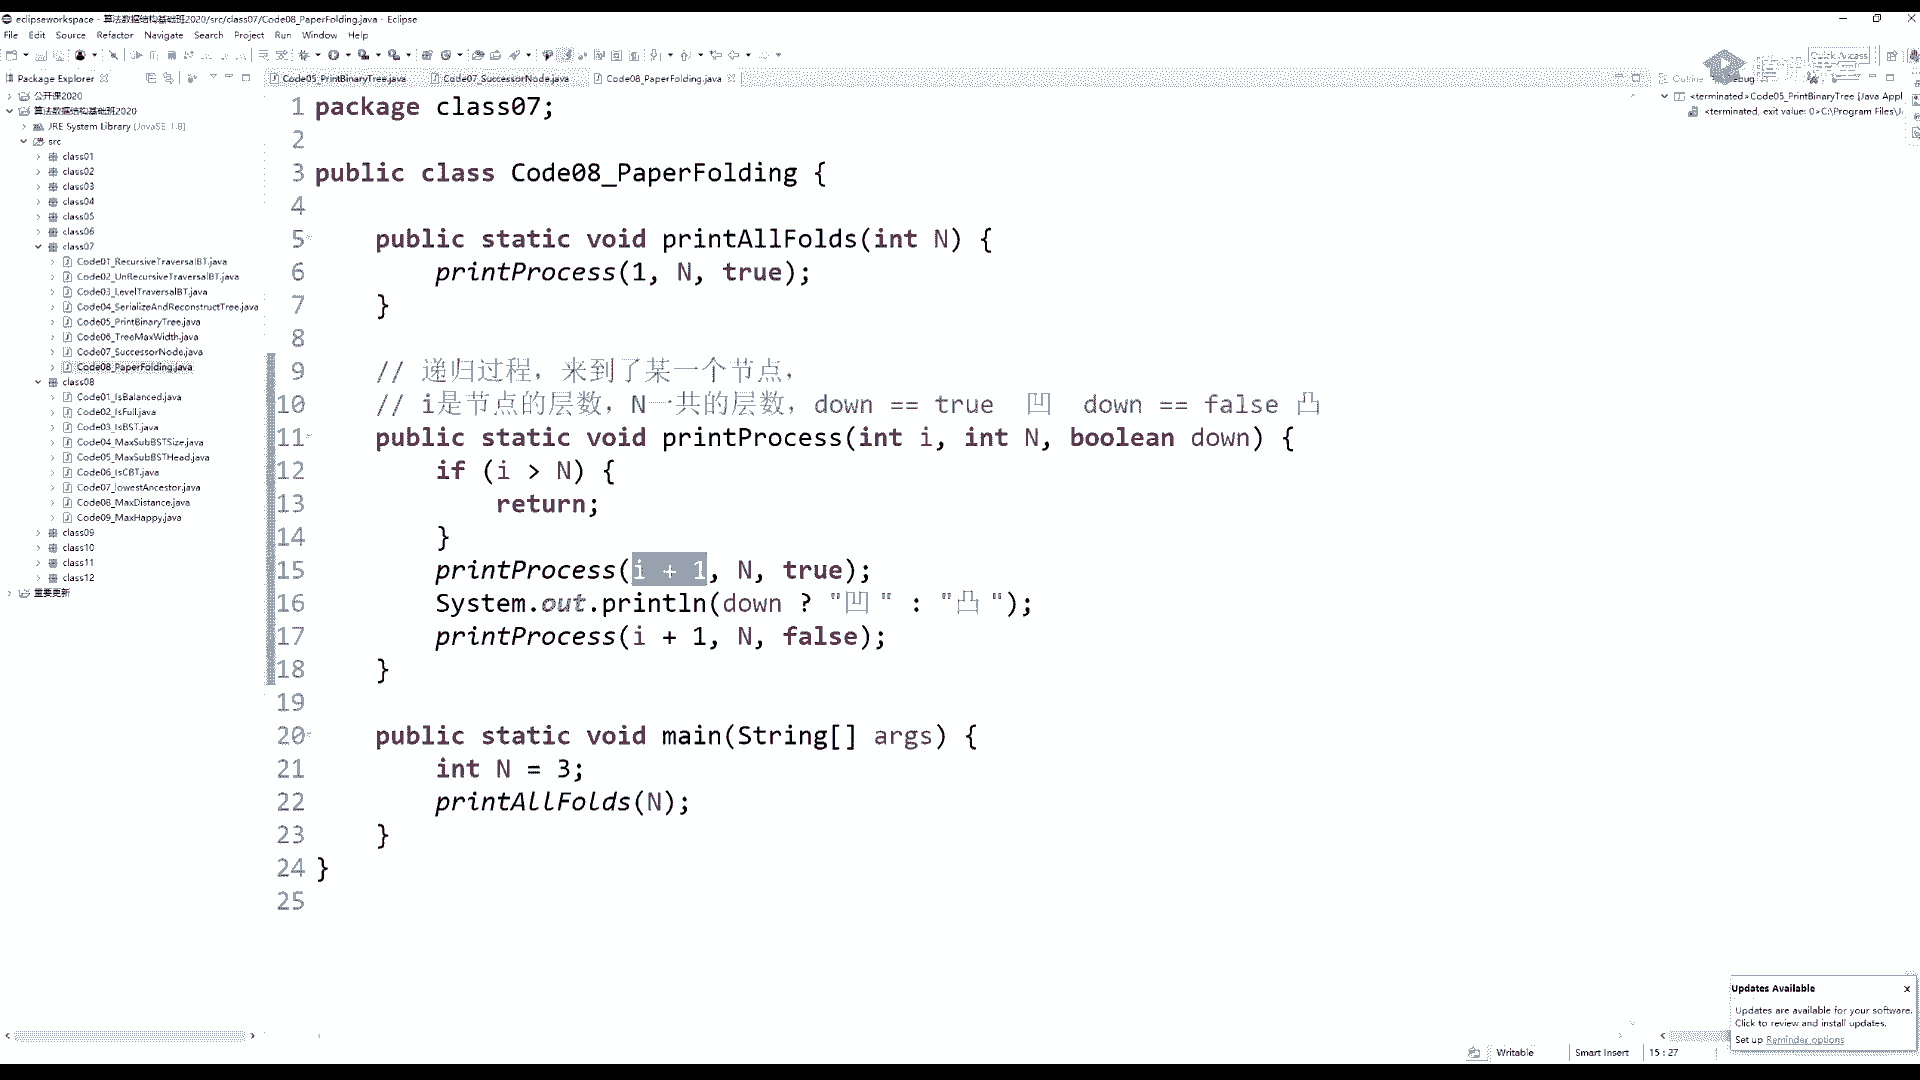 eclipseworkspace - 算法数据结构基础班2020/src/class07/Code08_PaperFolding.java - Eclipse
File Edit Source Refactor Navigate Search Project Run Window Help
Quick Access
Package Explorer
Code05_PrintBinaryTree.java Code07_SuccessorNode.java Code08_PaperFolding.java
Outline
公开课2020
算法数据结构基础班2020
JRE System Library [JavaSE-1.8]
src
class01
class02
class03
class04
class05
class06
class07
Code01_RecursiveTraversalBT.java
Code02_UnRecursiveTraversalBT.java
Code03_LevelTraversalBT.java
Code04_SerializeAndReconstructTree.java
Code05_PrintBinaryTree.java
Code06_TreeMaxWidth.java
Code07_SuccessorNode.java
Code08_PaperFolding.java
class08
Code01_IsBalanced.java
Code02_IsFull.java
Code03_IsBST.java
Code04_MaxSubBSTSize.java
Code05_MaxSubBSTHead.java
Code06_IsCBT.java
Code07_lowestAncestor.java
Code08_MaxDistance.java
Code09_MaxHappy.java
class09
class10
class11
class12
重要更新
1 package class07;
2
3 public class Code08_PaperFolding {
4
5 public static void printAllFolds(int N) {
6 printProcess(1, N, true);
7 }
8
9 // 递归过程，来到了某一个节点，
10 // i是节点的层数，N一共的层数，down == true 凹 down == false 凸
11 public static void printProcess(int i, int N, boolean down) {
12 if (i > N) {
13 return;
14 }
15 printProcess(i + 1, N, true);
16 System.out.println(down ? "凹 " : "凸 ");
17 printProcess(i + 1, N, false);
18 }
19
20 public static void main(String[] args) {
21 int N = 3;
22 printAllFolds(N);
23 }
24 }
25
<terminated>Code05_PrintBinaryTree [Java Appl
<terminated, exit value: 0>C:\Program Files\J
Updates Available
Updates are available for your software.
Click to review and install updates.
Set up Reminder options
Writable Smart Insert 15 : 27